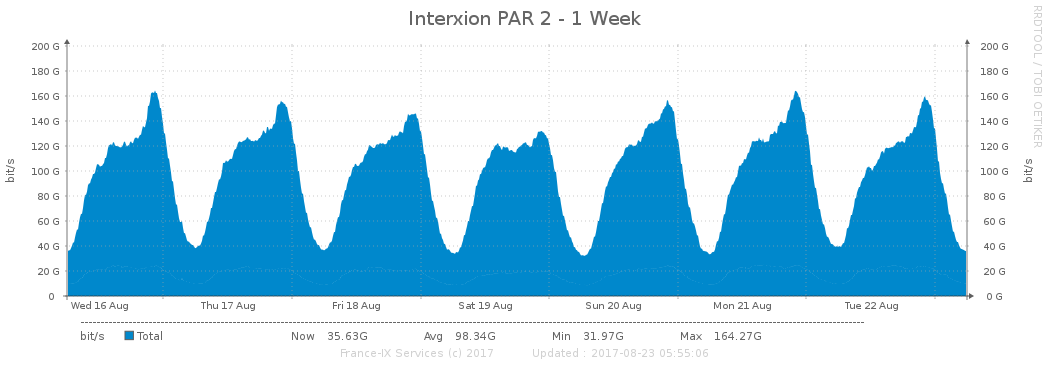 Interxion PAR 2 - 1 Week
RRDTOOL / TOBI OETIKER
200 G 200 G
180 G 180 G
160 G 160 G
140 G 140 G
120 G 120 G
100 G 100 G
80 G 80 G
60 G 60 G
40 G 40 G
20 G 20 G
0 0 G
bit/s bit/s
Wed 16 Aug Thu 17 Aug Fri 18 Aug Sat 19 Aug Sun 20 Aug Mon 21 Aug Tue 22 Aug
bit/s Total Now 35.63G Avg 98.34G Min 31.97G Max 164.27G
France-IX Services (c) 2017 Updated : 2017-08-23 05:55:06